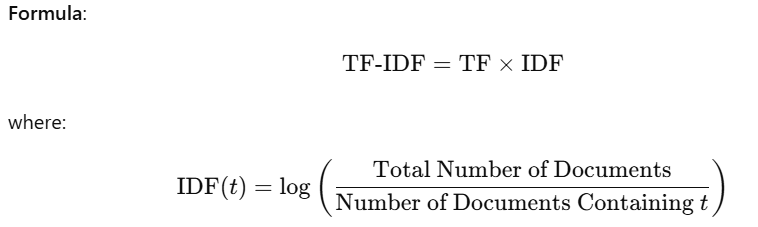 Formula:
TF-IDF = TF × IDF
where:
IDF(t) = log ( Total Number of Documents / Number of Documents Containing t )